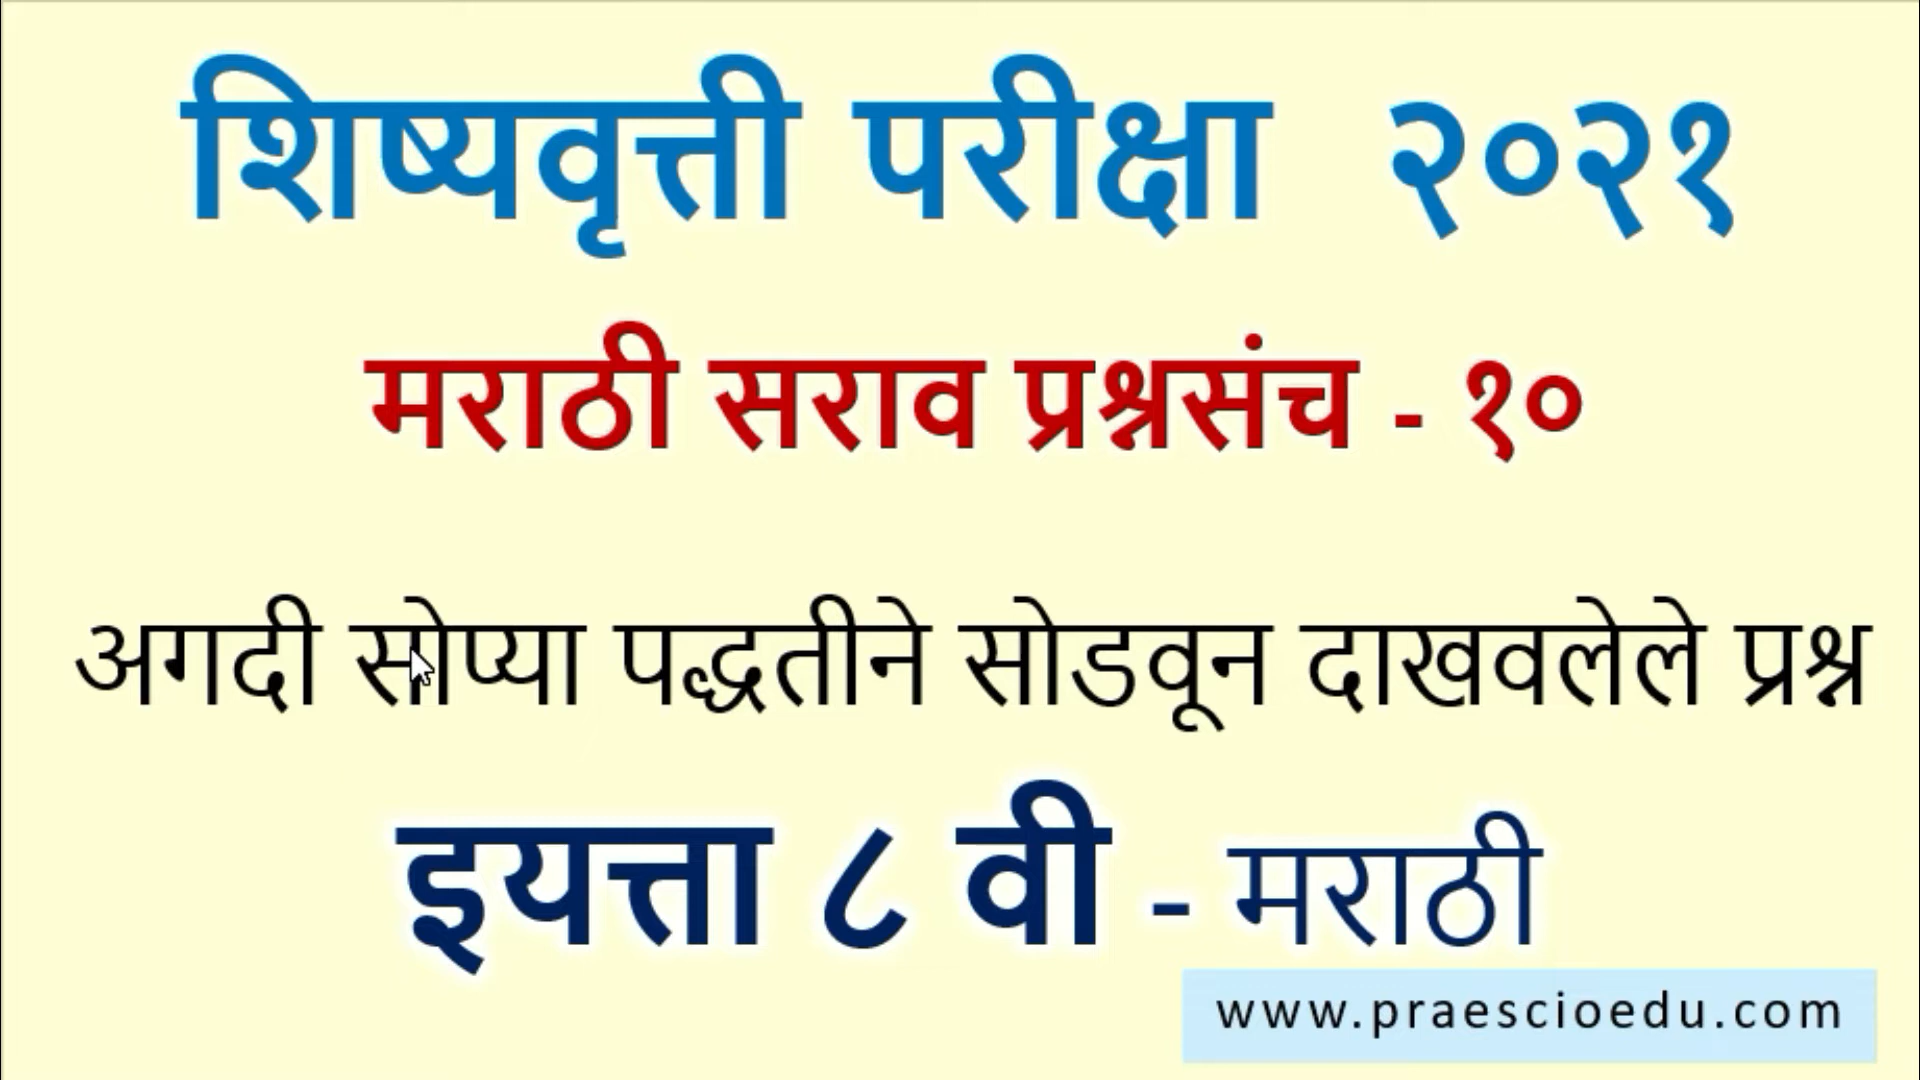 शिष्यवृत्ती परीक्षा २०२१
मराठी सराव प्रश्नसंच - १०
अगदी सोप्या पद्धतीने सोडवून दाखवलेले प्रश्न
इयत्ता ८ वी - मराठी
www.praescioedu.com